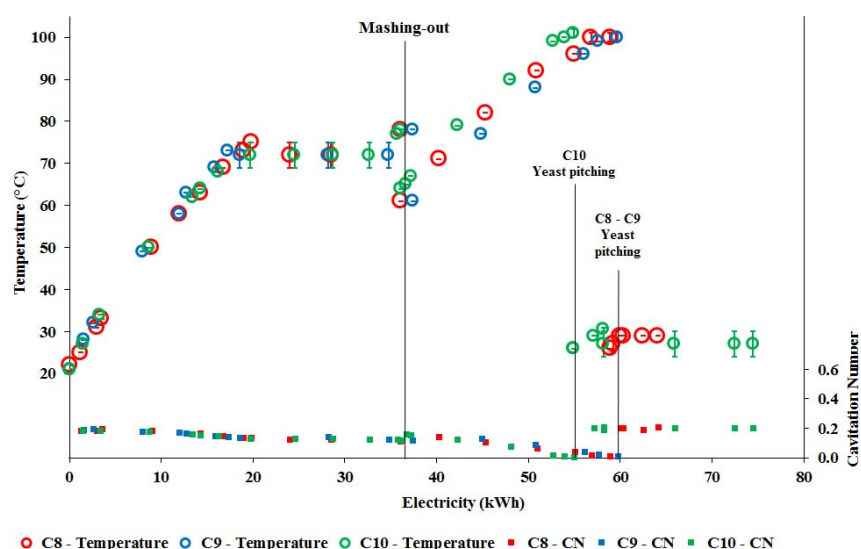 100
90
80
70
60
50
40
30
20
Temperature (°C)
Mashing-out
C10
Yeast pitching
C8 - C9
Yeast
pitching
0.6
0.4
0.2
0.0
Cavitation Number
0 10 20 30 40 50 60 70 80
Electricity (kWh)
C8 - Temperature C9 - Temperature C10 - Temperature C8 - CN C9 - CN C10 - CN